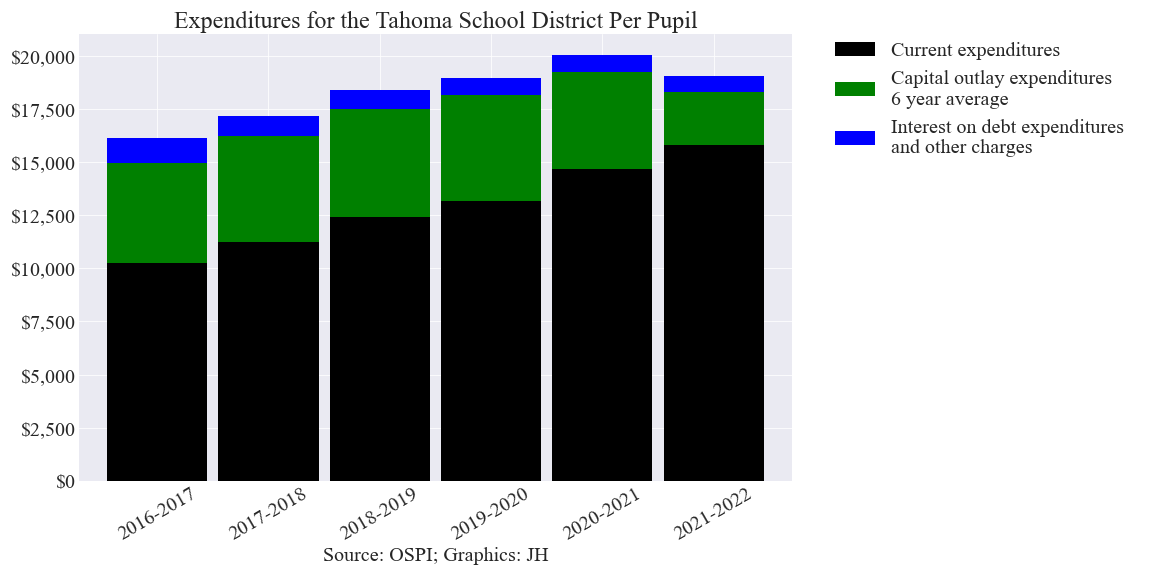 Expenditures for the Tahoma School District Per Pupil
$20,000
$17,500
$15,000
$12,500
$10,000
$7,500
$5,000
$2,500
$0
2016-2017
2017-2018
2018-2019
2019-2020
2020-2021
2021-2022
Source: OSPI; Graphics: JH
Current expenditures
Capital outlay expenditures
6 year average
Interest on debt expenditures
and other charges